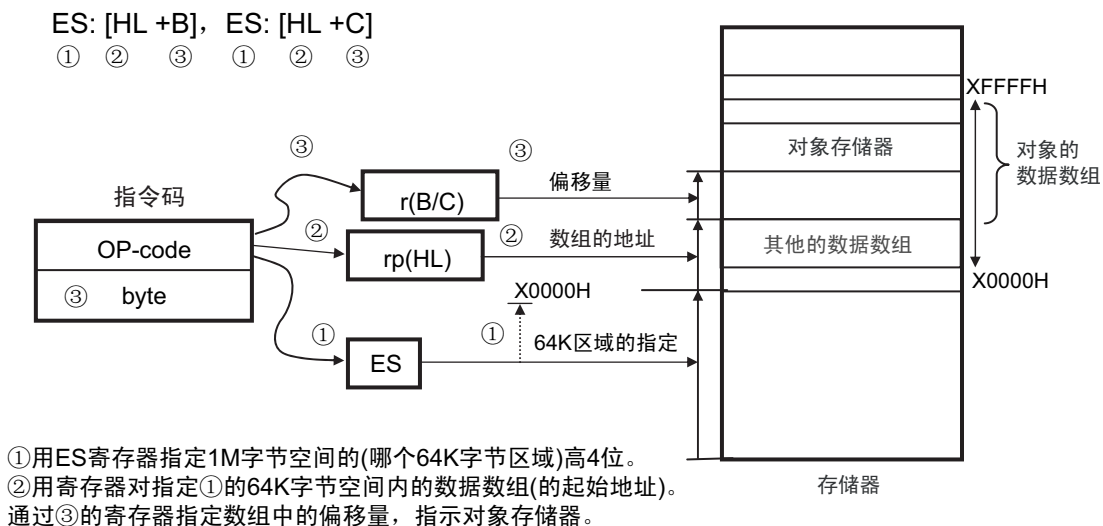 ES: [HL +B]，ES: [HL +C]
① ② ③ ① ② ③
XFFFFH
③
③
对象存储器
对象的
数据数组
指令码
r(B/C)
偏移量
OP-code
②
rp(HL)
②
数组的地址
其他的数据数组
③ byte
X0000H
X0000H
①
①
64K区域的指定
ES
①用ES寄存器指定1M字节空间的(哪个64K字节区域)高4位。
存储器
②用寄存器对指定①的64K字节空间内的数据数组(的起始地址)。
通过③的寄存器指定数组中的偏移量，指示对象存储器。